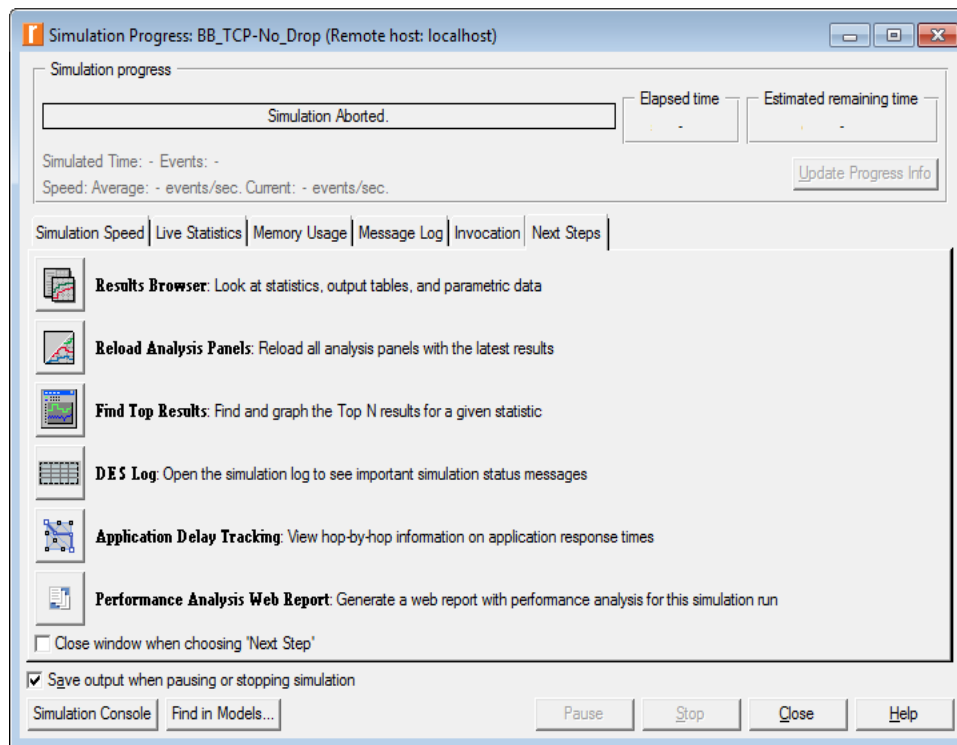 Simulation Progress: BB_TCP-No_Drop (Remote host: localhost)
Simulation progress
Simulation Aborted.
Elapsed time
-
Estimated remaining time
-
Simulated Time: - Events: -
Speed: Average: - events/sec. Current: - events/sec.
Update Progress Info
Simulation Speed Live Statistics Memory Usage Message Log Invocation Next Steps
Results Browser: Look at statistics, output tables, and parametric data
Reload Analysis Panels: Reload all analysis panels with the latest results
Find Top Results: Find and graph the Top N results for a given statistic
DES Log: Open the simulation log to see important simulation status messages
Application Delay Tracking: View hop-by-hop information on application response times
Performance Analysis Web Report: Generate a web report with performance analysis for this simulation run
Close window when choosing 'Next Step'
Save output when pausing or stopping simulation
Simulation Console Find in Models... Pause Stop Close Help